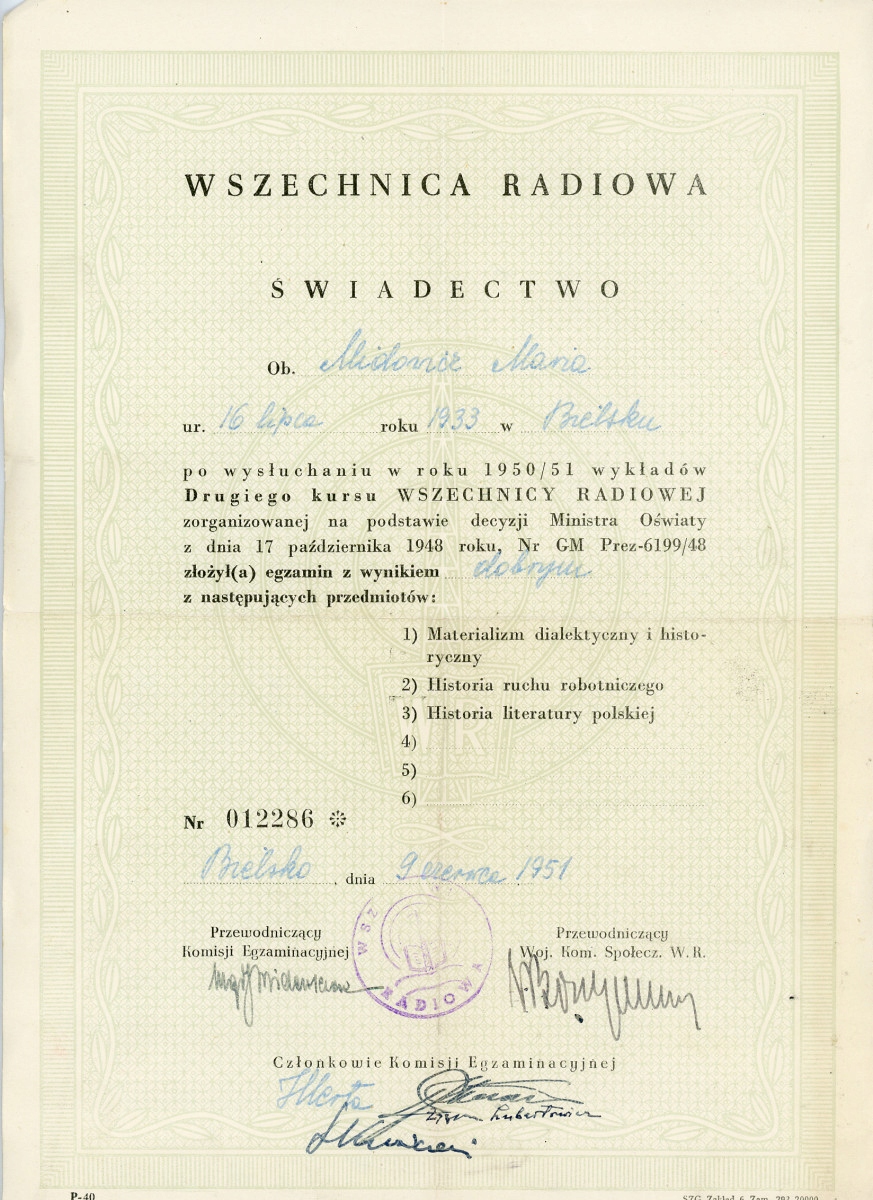 WSZECHNICA RADIOWA
ŚWIADECTWO
Ob. Midowicz Maria
ur. 16 lipca roku 1933 w Bielsku
po wysłuchaniu w roku 1950/51 wykładów
Drugiego kursu WSZECHNICY RADIOWEJ
zorganizowanej na podstawie decyzji Ministra Oświaty
z dnia 17 października 1948 roku, Nr GM Prez-6199/48
złożył(a) egzamin z wynikiem dobrym
z następujących przedmiotów:
1) Materializm dialektyczny i histo-
ryczny
2) Historia ruchu robotniczego
3) Historia literatury polskiej
4)
5)
6)
Nr 012286
Bielsko, dnia 9 czerwca 1951
Przewodniczący
Komisji Egzaminacyjnej
Przewodniczący
Woj. Kom. Społecz. W. R.
RADIOWA
Członkowie Komisji Egzaminacyjnej
WR
P-40